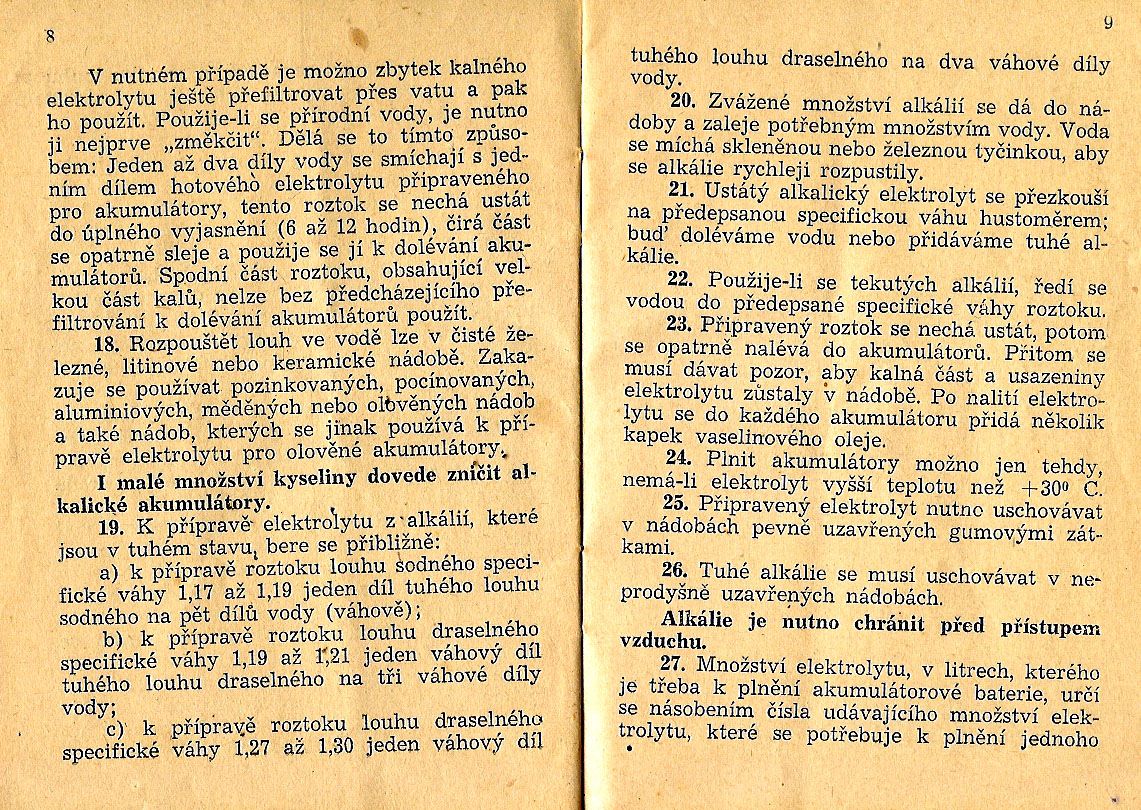 8
V nutném případě je možno zbytek kalného
elektrolytu ještě přefiltrovat přes vatu a pak
ho použít. Použije-li se přírodní vody, je nutno
ji nejprve „změkčit“. Dělá se to tímto způso-
bem: Jeden až dva díly vody se smíchají s jed-
ním dílem hotového elektrolytu připraveného
pro akumulátory, tento roztok se nechá ustát
do úplného vyjasnění (6 až 12 hodin), čirá část
se opatrně sleje a použije se jí k dolévání aku-
mulátorů. Spodní část roztoku, obsahující vel-
kou část kalů, nelze bez předcházejícího pře-
filtrování k dolévání akumulátorů použít.
18. Rozpouštět louh ve vodě lze v čisté že-
lezné, litinové nebo keramické nádobě. Zaka-
zuje se používat pozinkovaných, pocínovaných,
aluminiových, měděných nebo olověných nádob
a také nádob, kterých se jinak používá k pří-
pravě elektrolytu pro olověné akumulátory.
I malé množství kyseliny dovede zničit al-
kalické akumulátory.
19. K přípravě elektrolytu z alkálií, které
jsou v tuhém stavu, bere se přibližně:
a) k přípravě roztoku louhu sodného speci-
fické váhy 1,17 až 1,19 jeden díl tuhého louhu
sodného na pět dílů vody (váhově);
b) k přípravě roztoku louhu draselného
specifické váhy 1,19 až 1,21 jeden váhový díl
tuhého louhu draselného na tři váhové díly
vody;
c) k přípravě roztoku louhu draselného
specifické váhy 1,27 až 1,30 jeden váhový díl
9
tuhého louhu draselného na dva váhové díly
vody.
20. Zvážené množství alkálií se dá do ná-
doby a zaleje potřebným množstvím vody. Voda
se míchá skleněnou nebo železnou tyčinkou, aby
se alkálie rychleji rozpustily.
21. Ustátý alkalický elektrolyt se přezkouší
na předepsanou specifickou váhu hustoměrem;
buď doléváme vodu nebo přidáváme tuhé al-
kálie.
22. Použije-li se tekutých alkálií, ředí se
vodou do předepsané specifické váhy roztoku.
23. Připravený roztok se nechá ustát, potom
se opatrně nalévá do akumulátorů. Přitom se
musí dávat pozor, aby kalná část a usazeniny
elektrolytu zůstaly v nádobě. Po nalití elektro-
lytu se do každého akumulátoru přidá několik
kapek vaselinového oleje.
24. Plnit akumulátory možno jen tehdy,
nemá-li elektrolyt vyšší teplotu než +30⁰ C.
25. Připravený elektrolyt nutno uschovávat
v nádobách pevně uzavřených gumovými zát-
kami.
26. Tuhé alkálie se musí uschovávat v ne-
prodyšně uzavřených nádobách.
Alkálie je nutno chránit před přístupem
vzduchu.
27. Množství elektrolytu, v litrech, kterého
je třeba k plnění akumulátorové baterie, určí
se násobením čísla udávajícího množství elek-
trolytu, které se potřebuje k plnění jednoho